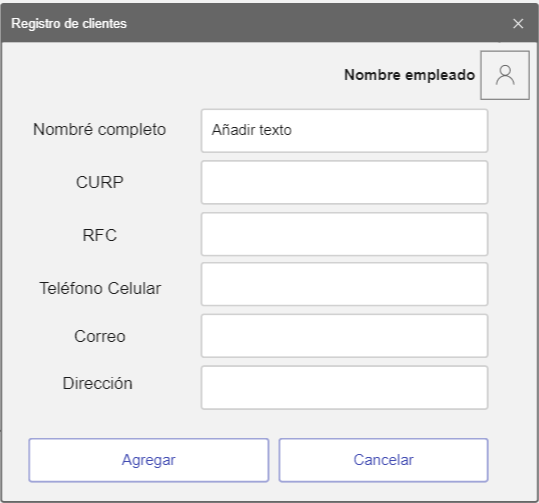 Registro de clientes
Nombre empleado
Nombré completo
Añadir texto
CURP
RFC
Teléfono Celular
Correo
Dirección
Agregar
Cancelar